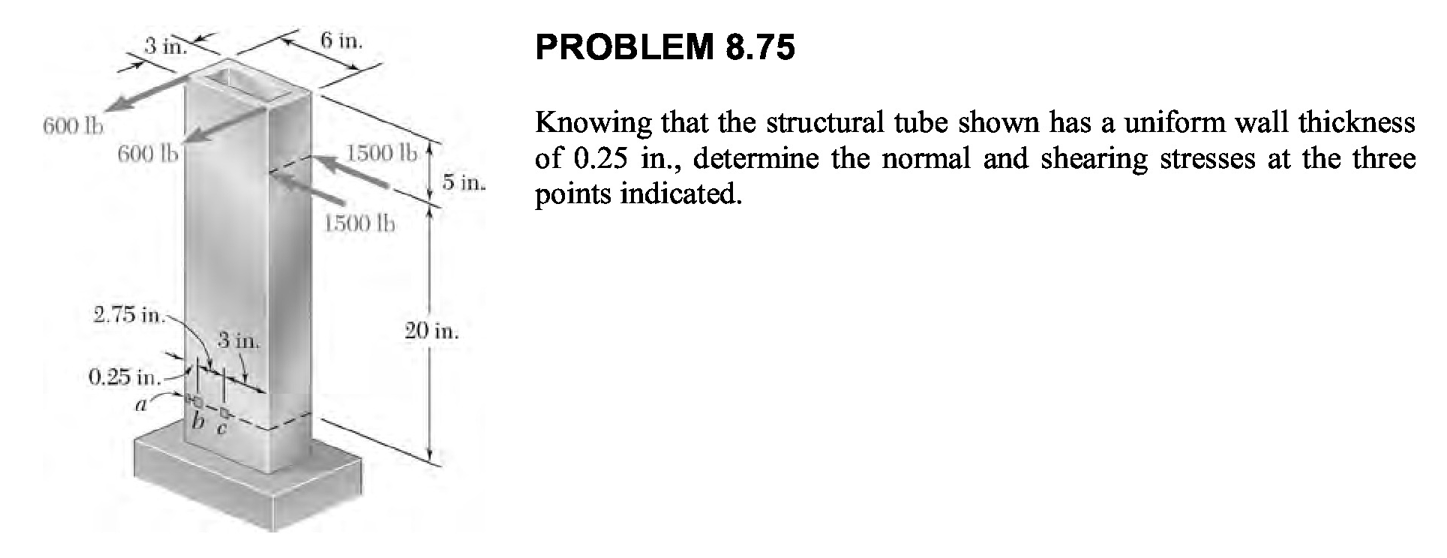 PROBLEM 8.75
Knowing that the structural tube shown has a uniform wall thickness
of 0.25 in., determine the normal and shearing stresses at the three
points indicated.
3 in.
6 in.
600 lb
600 lb
1500 lb
5 in.
1500 lb
2.75 in.
3 in.
20 in.
0.25 in.
a
b c